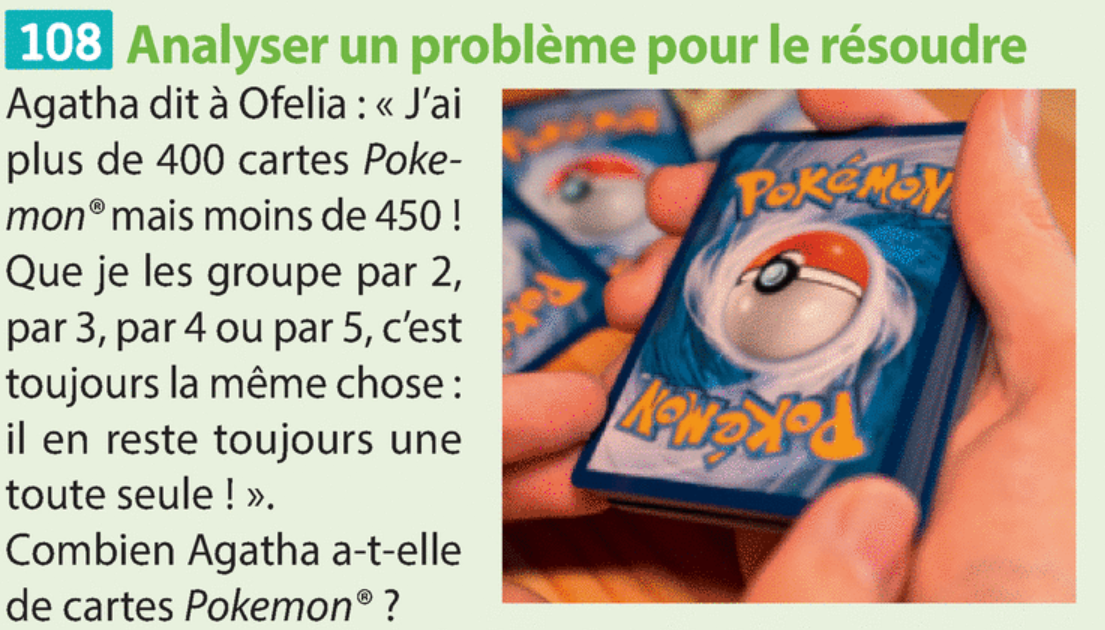 108 Analyser un problème pour le résoudre
Agatha dit à Ofelia : « J’ai
plus de 400 cartes Poke-
mon® mais moins de 450 !
Que je les groupe par 2,
par 3, par 4 ou par 5, c’est
toujours la même chose :
il en reste toujours une
toute seule ! ».
Combien Agatha a-t-elle
de cartes Pokemon® ?
Pokémon
Pokémon
POKéMON
POKéMON